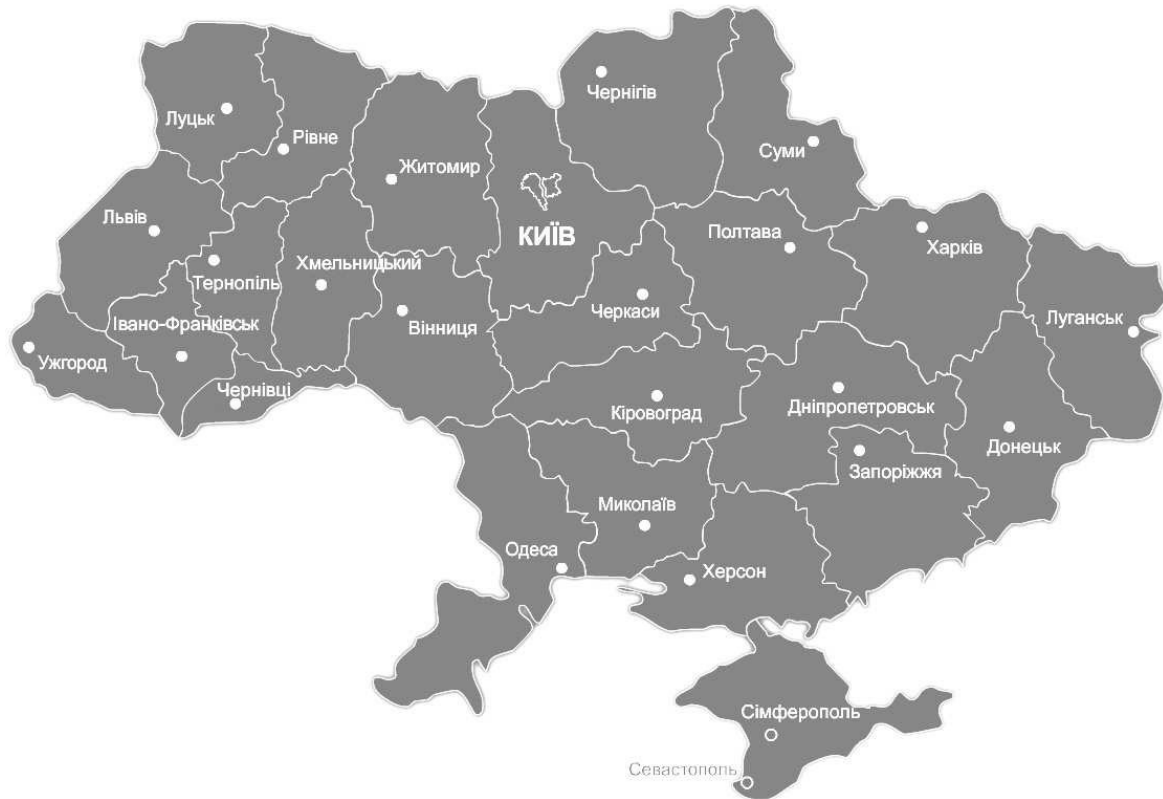 Чернігів
Луцьк
Рівне
Суми
Житомир
Львів
КИЇВ
Полтава
Харків
Хмельницький
Тернопіль
Черкаси
Івано-Франківськ
Вінниця
Луганськ
Ужгород
Чернівці
Кіровоград
Дніпропетровськ
Донецьк
Запоріжжя
Миколаїв
Одеса
Херсон
Сімферополь
Севастополь